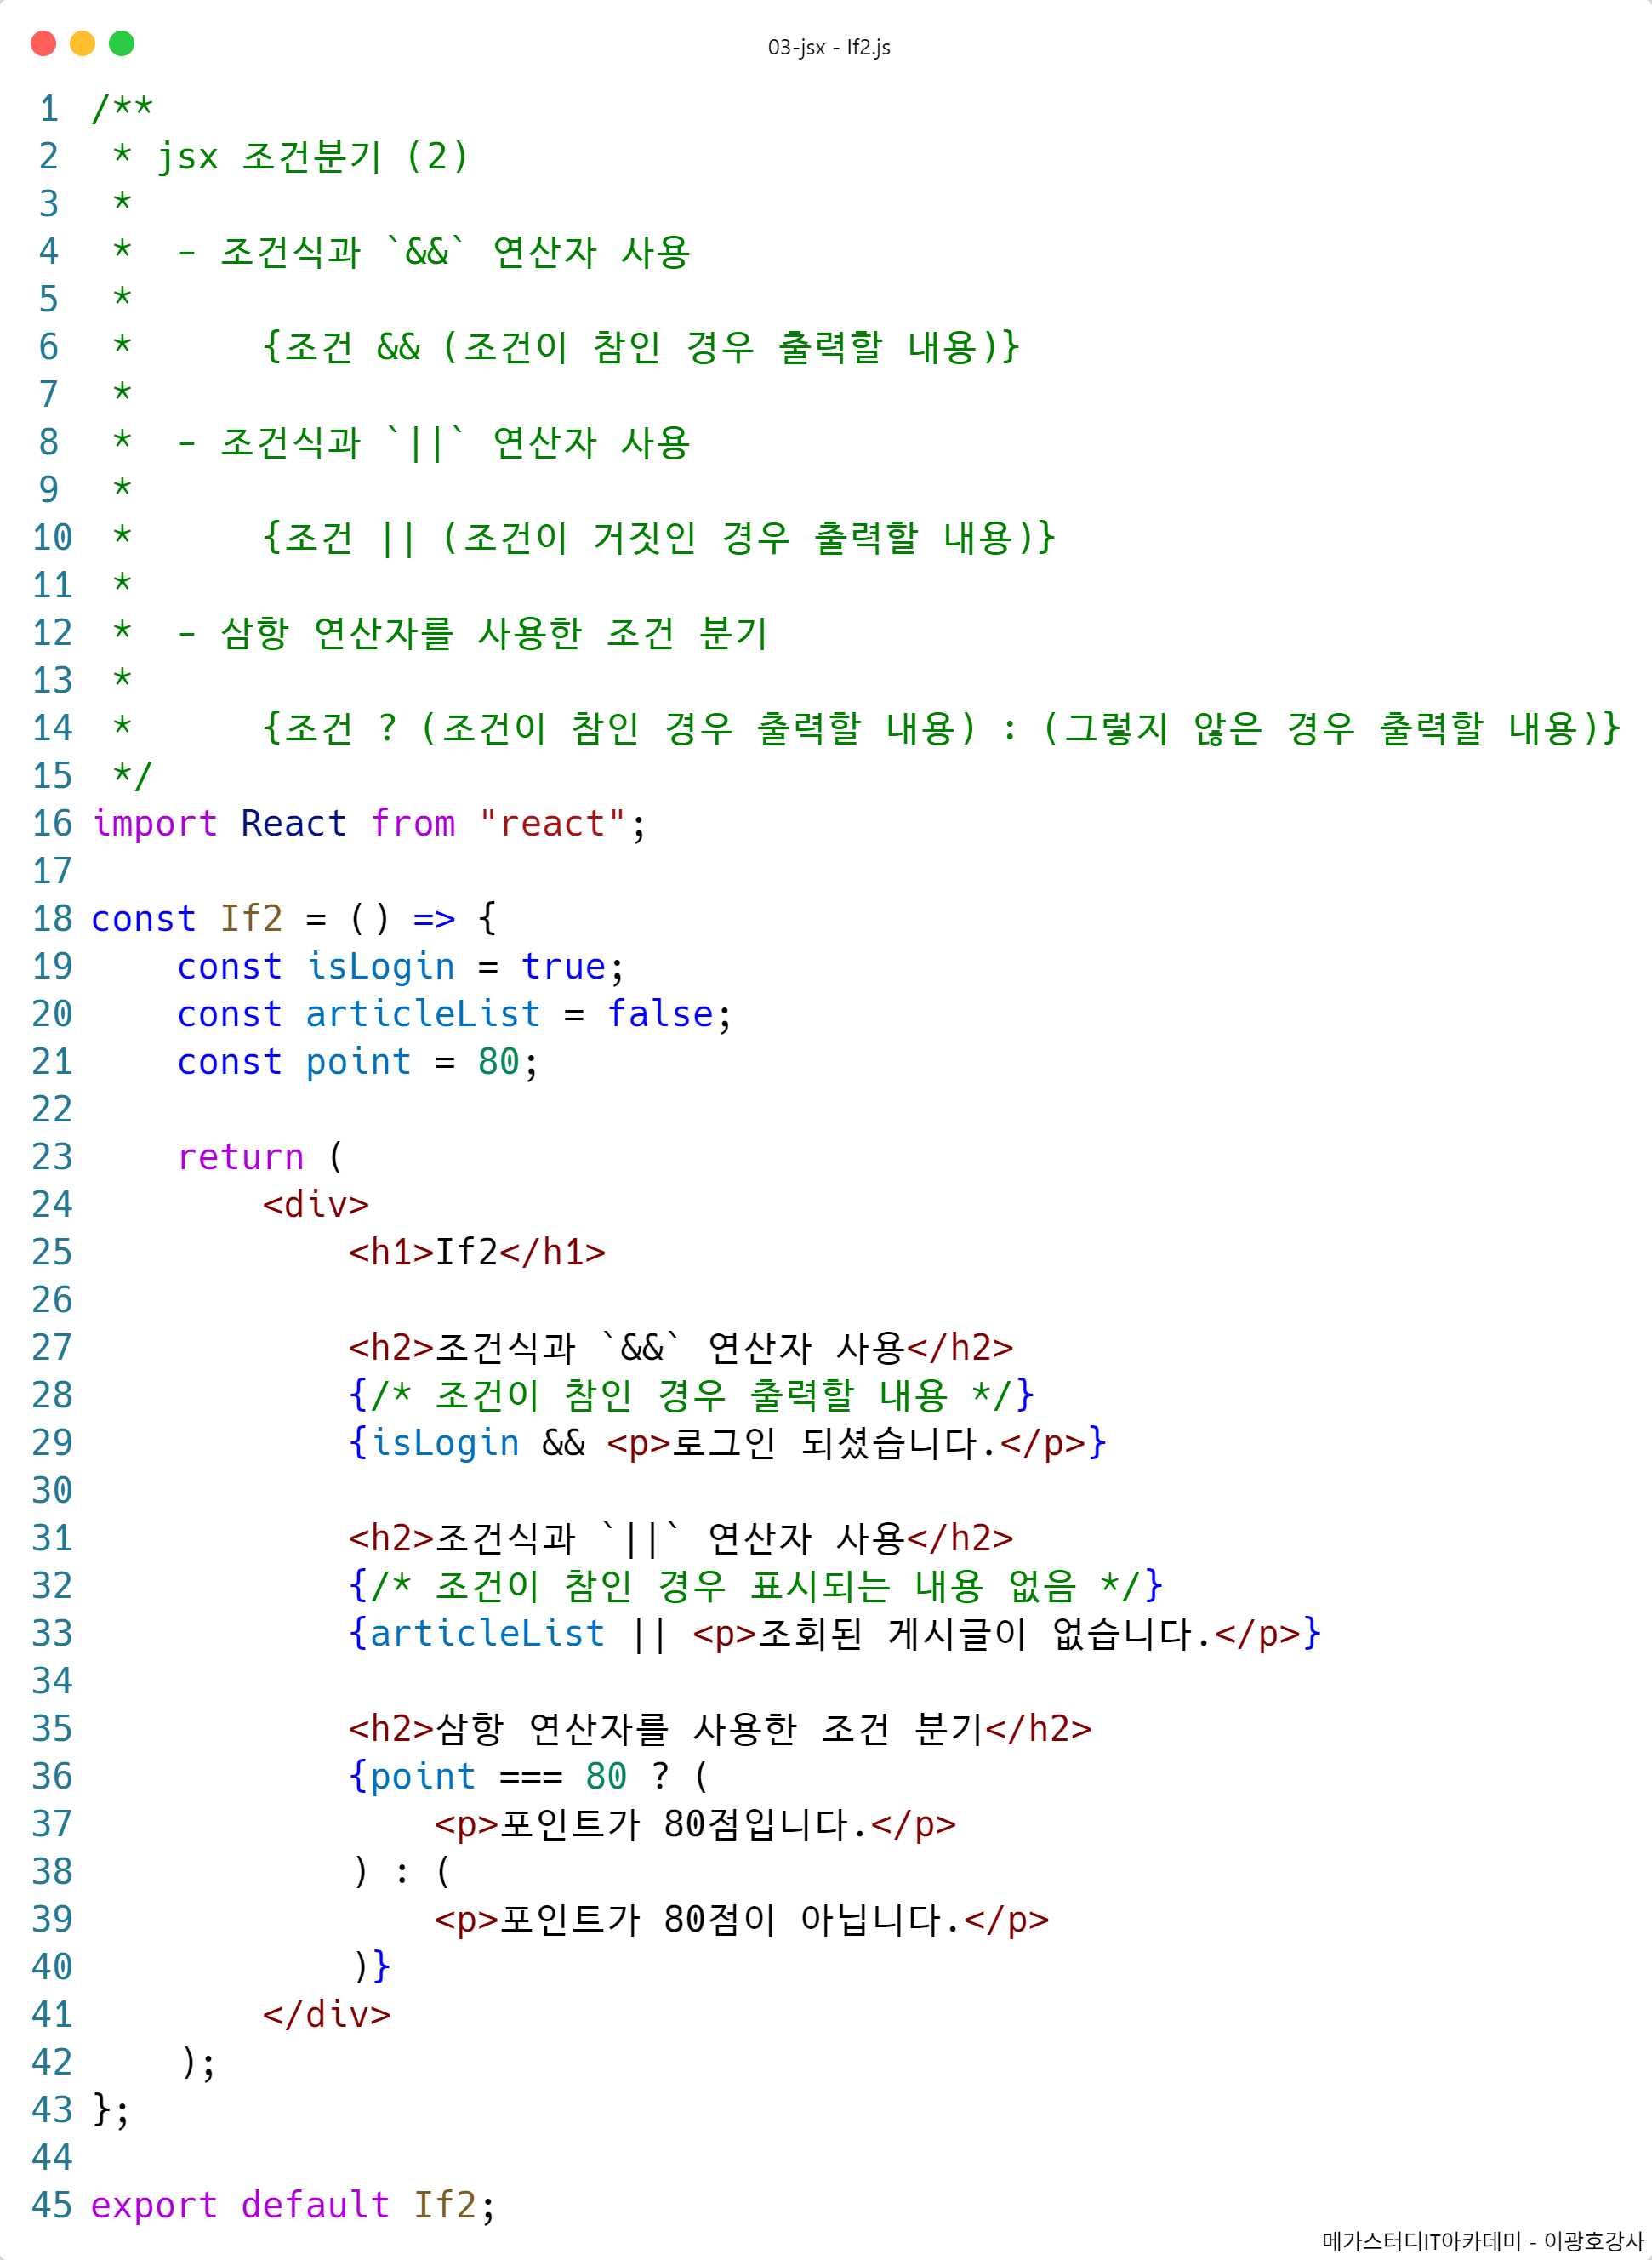 03-jsx - If2.js
1 /**
2  * jsx 조건분기 (2)
3  *
4  *  - 조건식과 `&&` 연산자 사용
5  *
6  *      {조건 && (조건이 참인 경우 출력할 내용)}
7  *
8  *  - 조건식과 `||` 연산자 사용
9  *
10  *      {조건 || (조건이 거짓인 경우 출력할 내용)}
11  *
12  *  - 삼항 연산자를 사용한 조건 분기
13  *
14  *      {조건 ? (조건이 참인 경우 출력할 내용) : (그렇지 않은 경우 출력할 내용)}
15  */
16 import React from "react";
17
18 const If2 = () => {
19     const isLogin = true;
20     const articleList = false;
21     const point = 80;
22
23     return (
24         <div>
25             <h1>If2</h1>
26
27             <h2>조건식과 `&&` 연산자 사용</h2>
28             {/* 조건이 참인 경우 출력할 내용 */}
29             {isLogin && <p>로그인 되셨습니다.</p>}
30
31             <h2>조건식과 `||` 연산자 사용</h2>
32             {/* 조건이 참인 경우 표시되는 내용 없음 */}
33             {articleList || <p>조회된 게시글이 없습니다.</p>}
34
35             <h2>삼항 연산자를 사용한 조건 분기</h2>
36             {point === 80 ? (
37                 <p>포인트가 80점입니다.</p>
38             ) : (
39                 <p>포인트가 80점이 아닙니다.</p>
40             )}
41         </div>
42     );
43 };
44
45 export default If2;
메가스터디IT아카데미 - 이광호강사